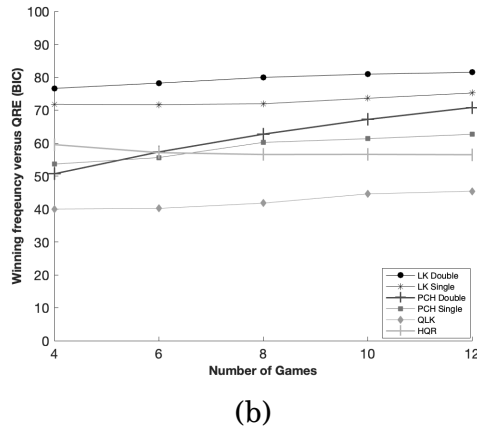 100
90
80
70
60
50
40
30
20
10
0
Winning freqeuncy versus QRE (BIC)
4
6
8
10
12
Number of Games
LK Double
LK Single
PCH Double
PCH Single
QLK
HQR
(b)